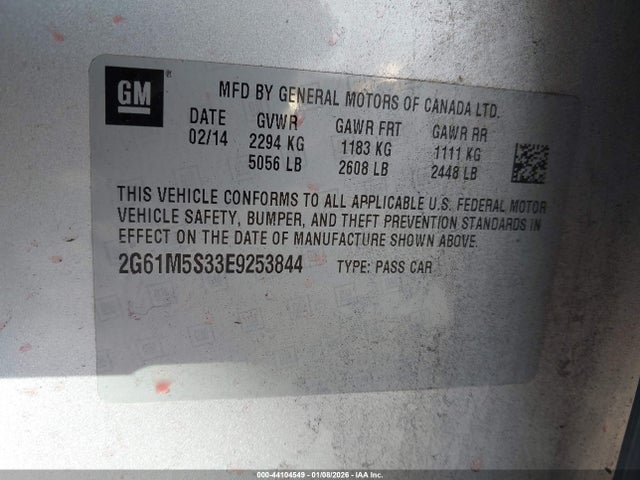 GM ®
MFD BY GENERAL MOTORS OF CANADA LTD.
DATE GVWR GAWR FRT GAWR RR
02/14 2294 KG 1183 KG 1111 KG
5056 LB 2608 LB 2448 LB
THIS VEHICLE CONFORMS TO ALL APPLICABLE U.S. FEDERAL MOTOR
VEHICLE SAFETY, BUMPER, AND THEFT PREVENTION STANDARDS IN
EFFECT ON THE DATE OF MANUFACTURE SHOWN ABOVE.
2G61M5S33E9253844 TYPE: PASS CAR
000-44104549 - 01/08/2026 - IAAI.COM